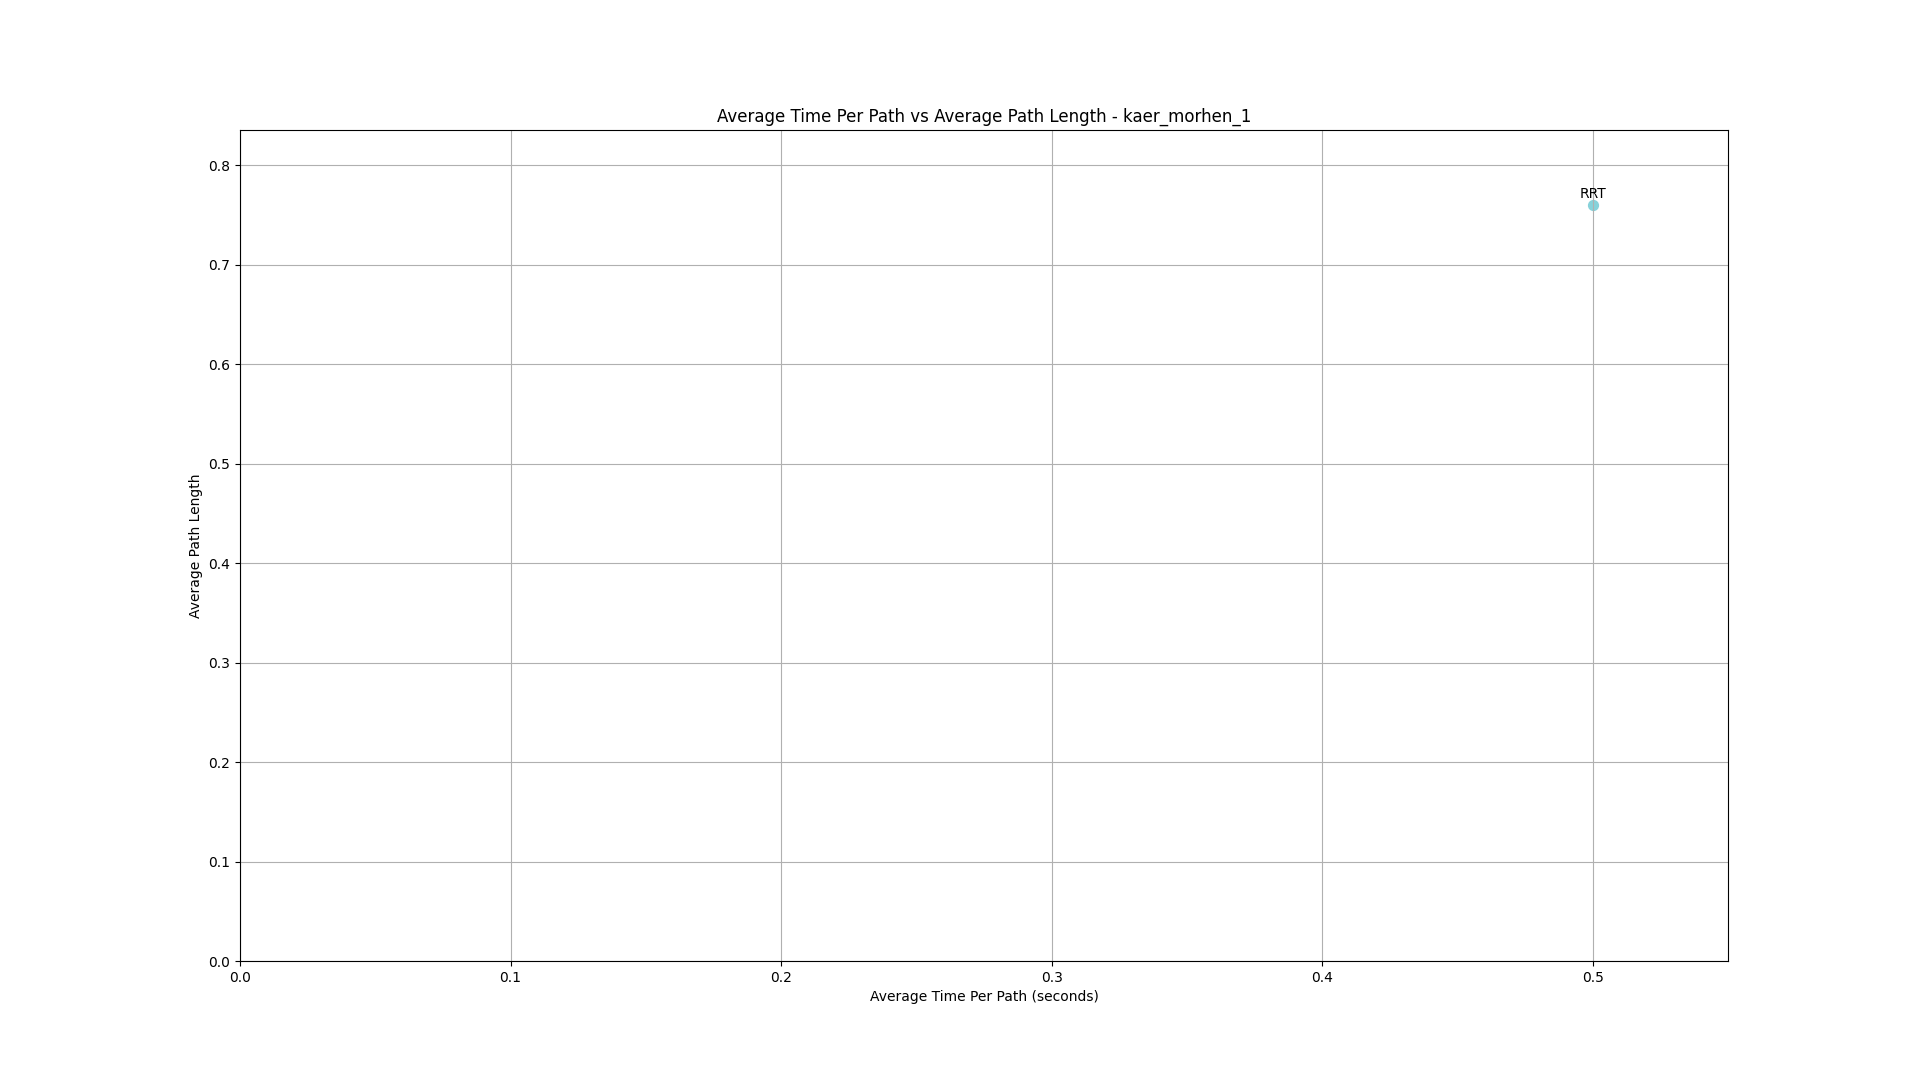 Average Time Per Path vs Average Path Length - kaer_morhen_1
0.8
RRT
0.7
0.6
0.5
Average Path Length
0.4
0.3
0.2
0.1
0.0
0.0 0.1 0.2 0.3 0.4 0.5
Average Time Per Path (seconds)